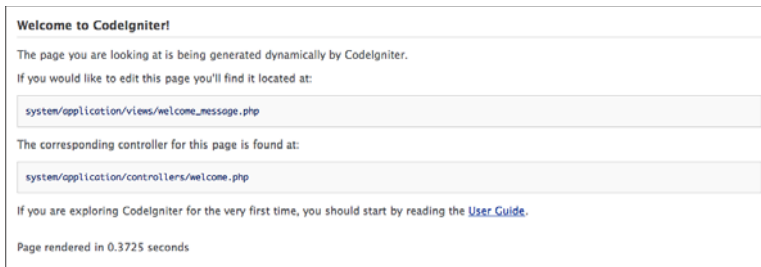 Welcome to CodeIgniter!
The page you are looking at is being generated dynamically by CodeIgniter.
If you would like to edit this page you'll find it located at:
system/application/views/welcome_message.php
The corresponding controller for this page is found at:
system/application/controllers/welcome.php
If you are exploring CodeIgniter for the very first time, you should start by reading the User Guide.
Page rendered in 0.3725 seconds